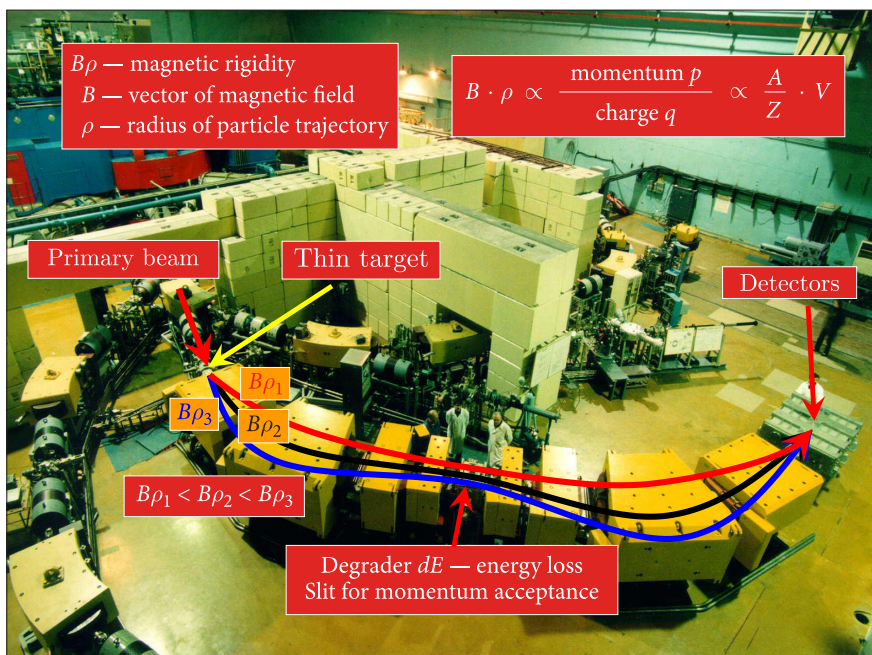 Bρ — magnetic rigidity
B — vector of magnetic field
ρ — radius of particle trajectory
B · ρ ∝ momentum p / charge q ∝ A / Z · V
Primary beam
Thin target
Detectors
Bρ₁
Bρ₃
Bρ₂
Bρ₁ < Bρ₂ < Bρ₃
Degrader dE — energy loss
Slit for momentum acceptance